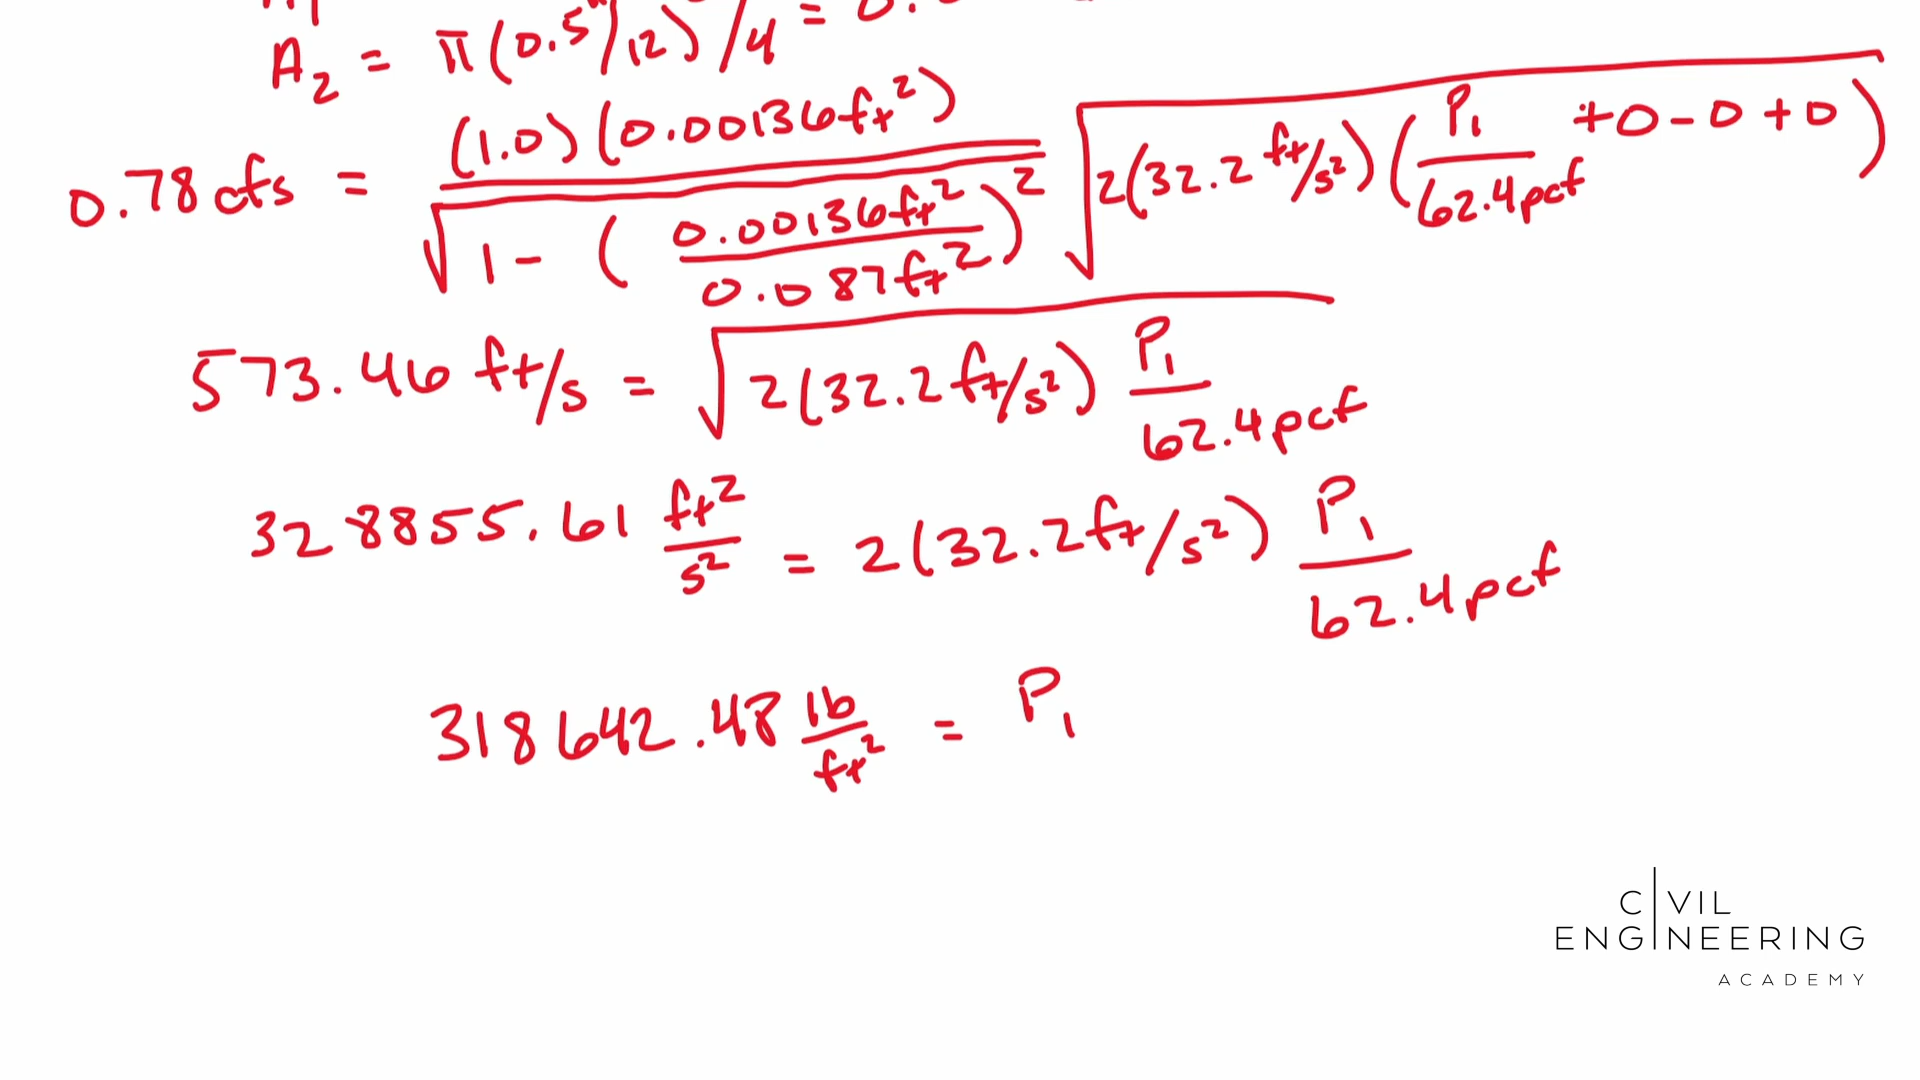 A₂ = π(0.5"/12)²/4 = 0.
0.78 cfs = (1.0)(0.00136ft²) / √(1 - (0.00136ft² / 0.087ft²)²) √(2(32.2 ft/s²)(P₁/62.4pcf + 0 - 0 + 0))
573.46 ft/s = √(2(32.2ft/s²) P₁/62.4pcf)
328855.61 ft²/s² = 2(32.2ft/s²) P₁/62.4pcf
318642.48 lb/ft² = P₁
CIVIL
ENGINEERING
ACADEMY